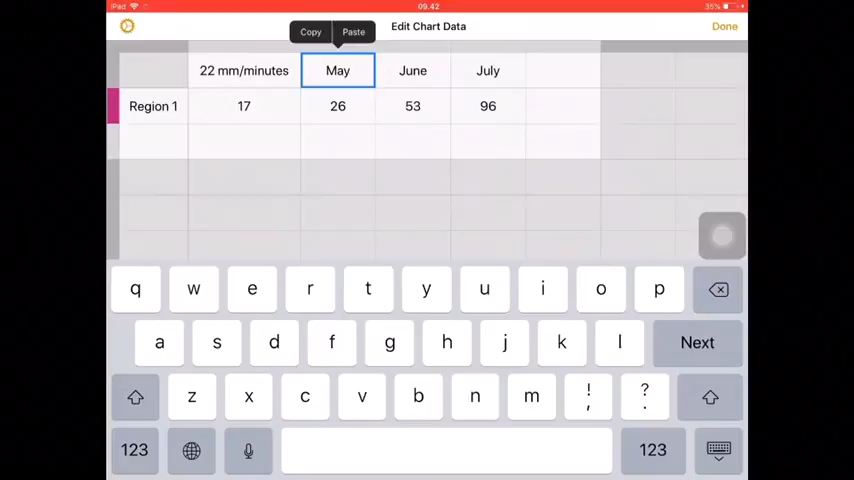 iPad 09.42 35%
Copy Paste Edit Chart Data Done
22 mm/minutes May June July
Region 1 17 26 53 96
q w e r t y u i o p
a s d f g h j k l Next
z x c v b n m ! , ? .
123 123